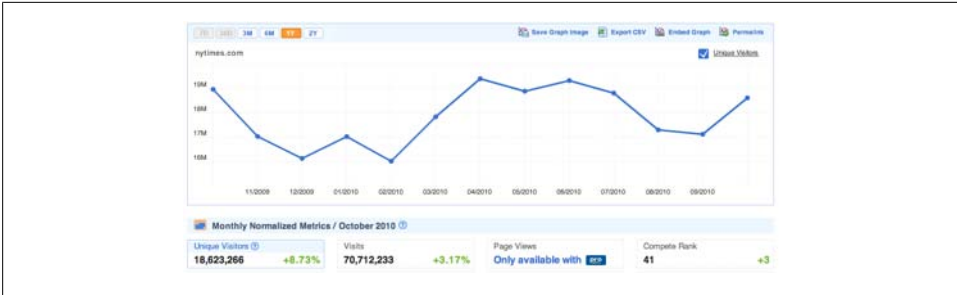 7D 30D 3M 6M 1Y 2Y Save Graph Image Export CSV Embed Graph Permalink
nytimes.com Unique Visitors
19M
18M
17M
16M
11/2009 12/2009 01/2010 02/2010 03/2010 04/2010 05/2010 06/2010 07/2010 08/2010 09/2010
Monthly Normalized Metrics / October 2010 ?
Unique Visitors ? Visits Page Views Compete Rank
18,623,266 +8.73% 70,712,233 +3.17% Only available with PRO 41 +3